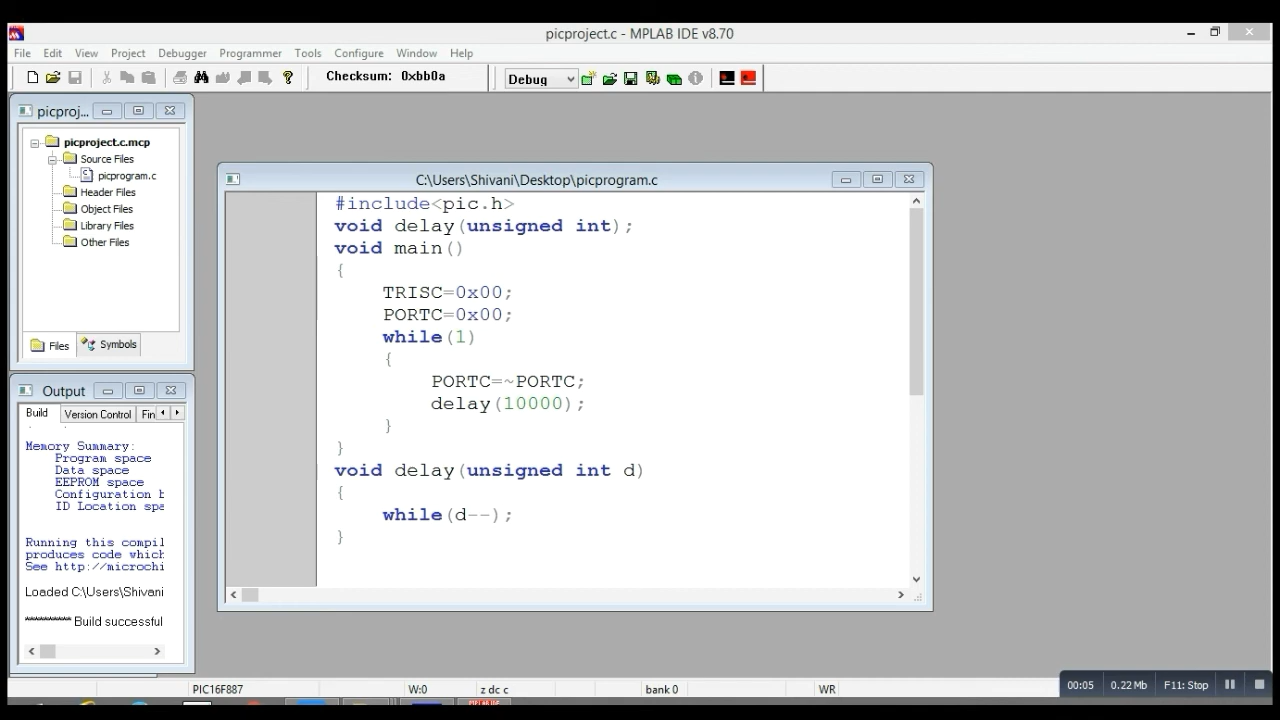 picproject.c - MPLAB IDE v8.70
File Edit View Project Debugger Programmer Tools Configure Window Help
Checksum: 0xbb0a
Debug
picproj...
picproject.c.mcp
Source Files
picprogram.c
Header Files
Object Files
Library Files
Other Files
Files Symbols
Output
Build Version Control Fin
Memory Summary:
Program space
Data space
EEPROM space
Configuration b
ID Location spa
Running this compil
produces code which
See http://microchi
Loaded C:\Users\Shivani
********** Build successful
C:\Users\Shivani\Desktop\picprogram.c
#include<pic.h>
void delay(unsigned int);
void main()
{
TRISC=0x00;
PORTC=0x00;
while(1)
{
PORTC=~PORTC;
delay(10000);
}
}
void delay(unsigned int d)
{
while(d--);
}
PIC16F887 W:0 z dc c bank 0 WR
00:05 0.22 Mb F11: Stop
MPLAB IDE